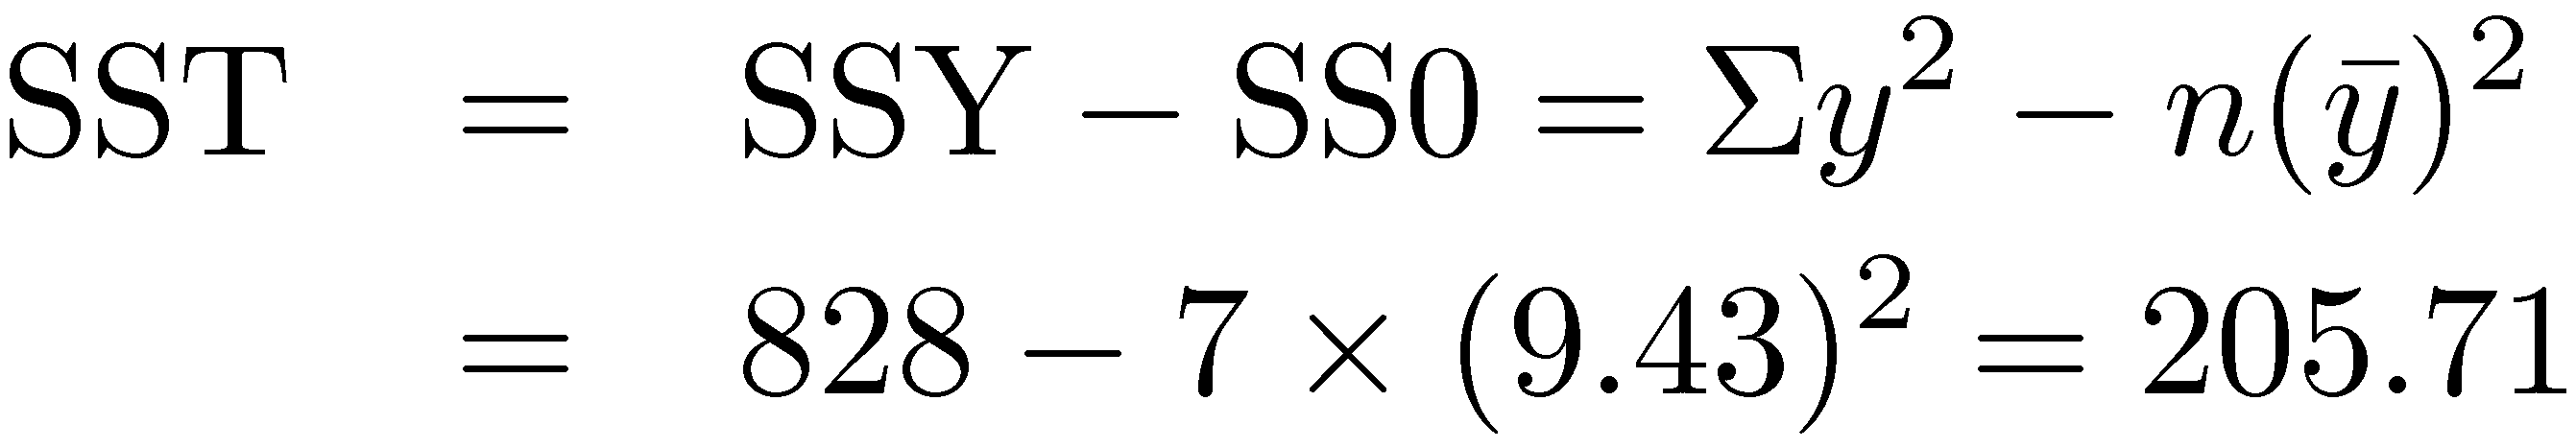 SST = SSY − SS0 = Σy² − n(ȳ)²
= 828 − 7 × (9.43)² = 205.71